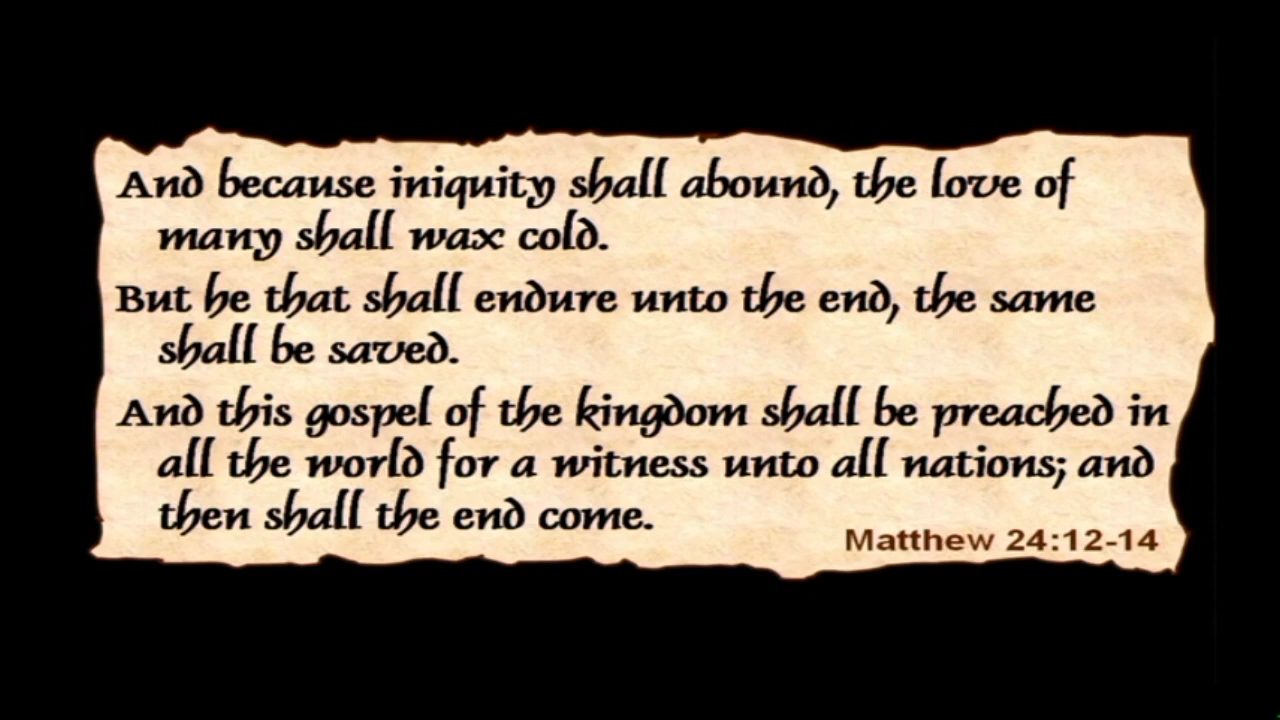 And because iniquity shall abound, the love of
many shall wax cold.
But he that shall endure unto the end, the same
shall be saved.
And this gospel of the kingdom shall be preached in
all the world for a witness unto all nations; and
then shall the end come.
Matthew 24:12-14